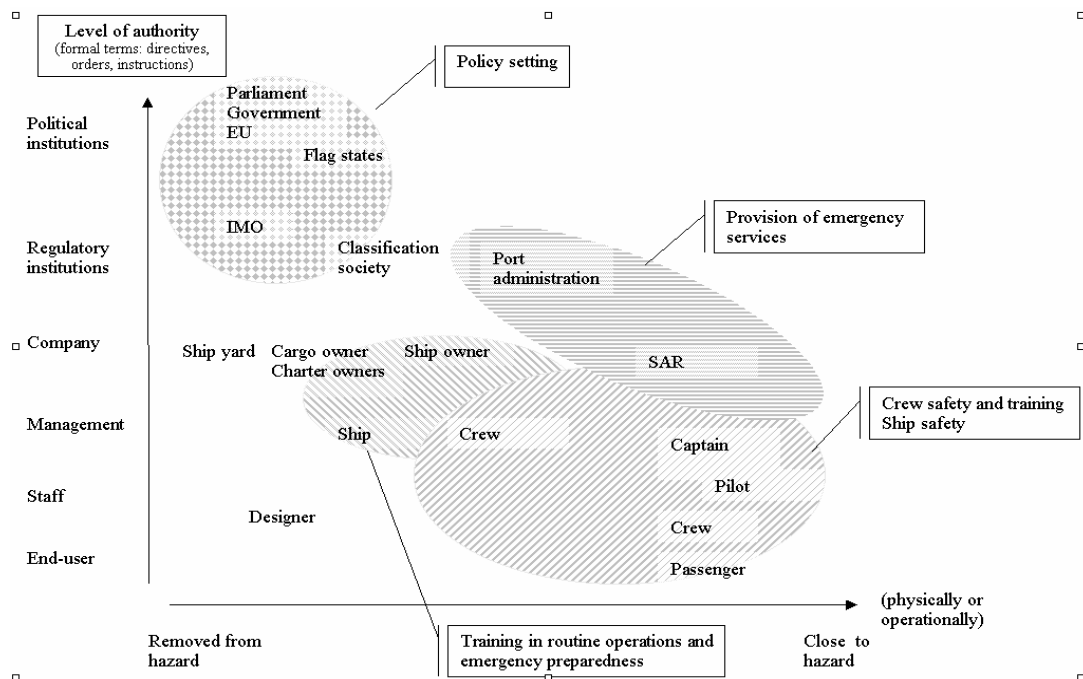 Level of authority
(formal terms: directives,
orders, instructions)
Policy setting
Political
institutions
Parliament
Government
EU
Flag states
IMO
Provision of emergency
services
Regulatory
institutions
Classification
society
Port
administration
Company
Ship yard
Cargo owner
Charter owners
Ship owner
SAR
Crew safety and training
Ship safety
Management
Ship
Crew
Captain
Pilot
Staff
Designer
Crew
End-user
Passenger
(physically or
operationally)
Removed from
hazard
Training in routine operations and
emergency preparedness
Close to
hazard